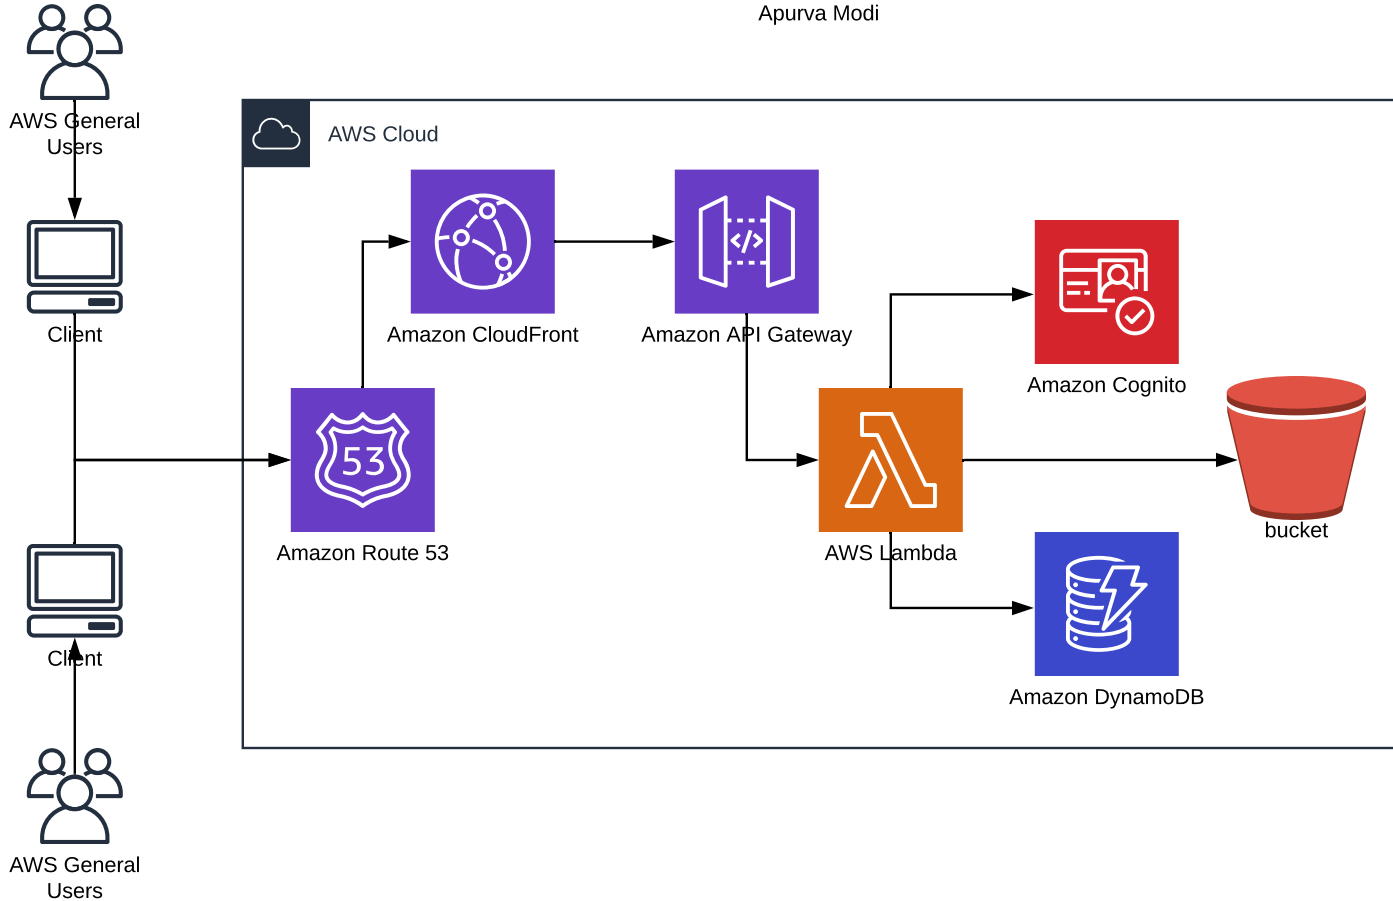 Apurva Modi
AWS General
Users
AWS Cloud
Client
Amazon CloudFront
Amazon API Gateway
Amazon Cognito
53
Amazon Route 53
AWS Lambda
bucket
Client
Amazon DynamoDB
AWS General
Users